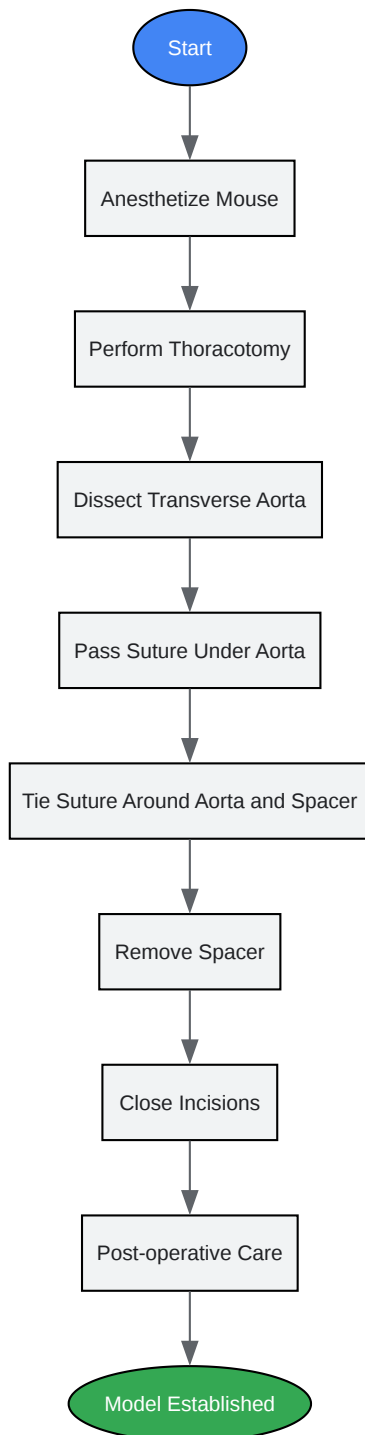 Start
Anesthetize Mouse
Perform Thoracotomy
Dissect Transverse Aorta
Pass Suture Under Aorta
Tie Suture Around Aorta and Spacer
Remove Spacer
Close Incisions
Post-operative Care
Model Established